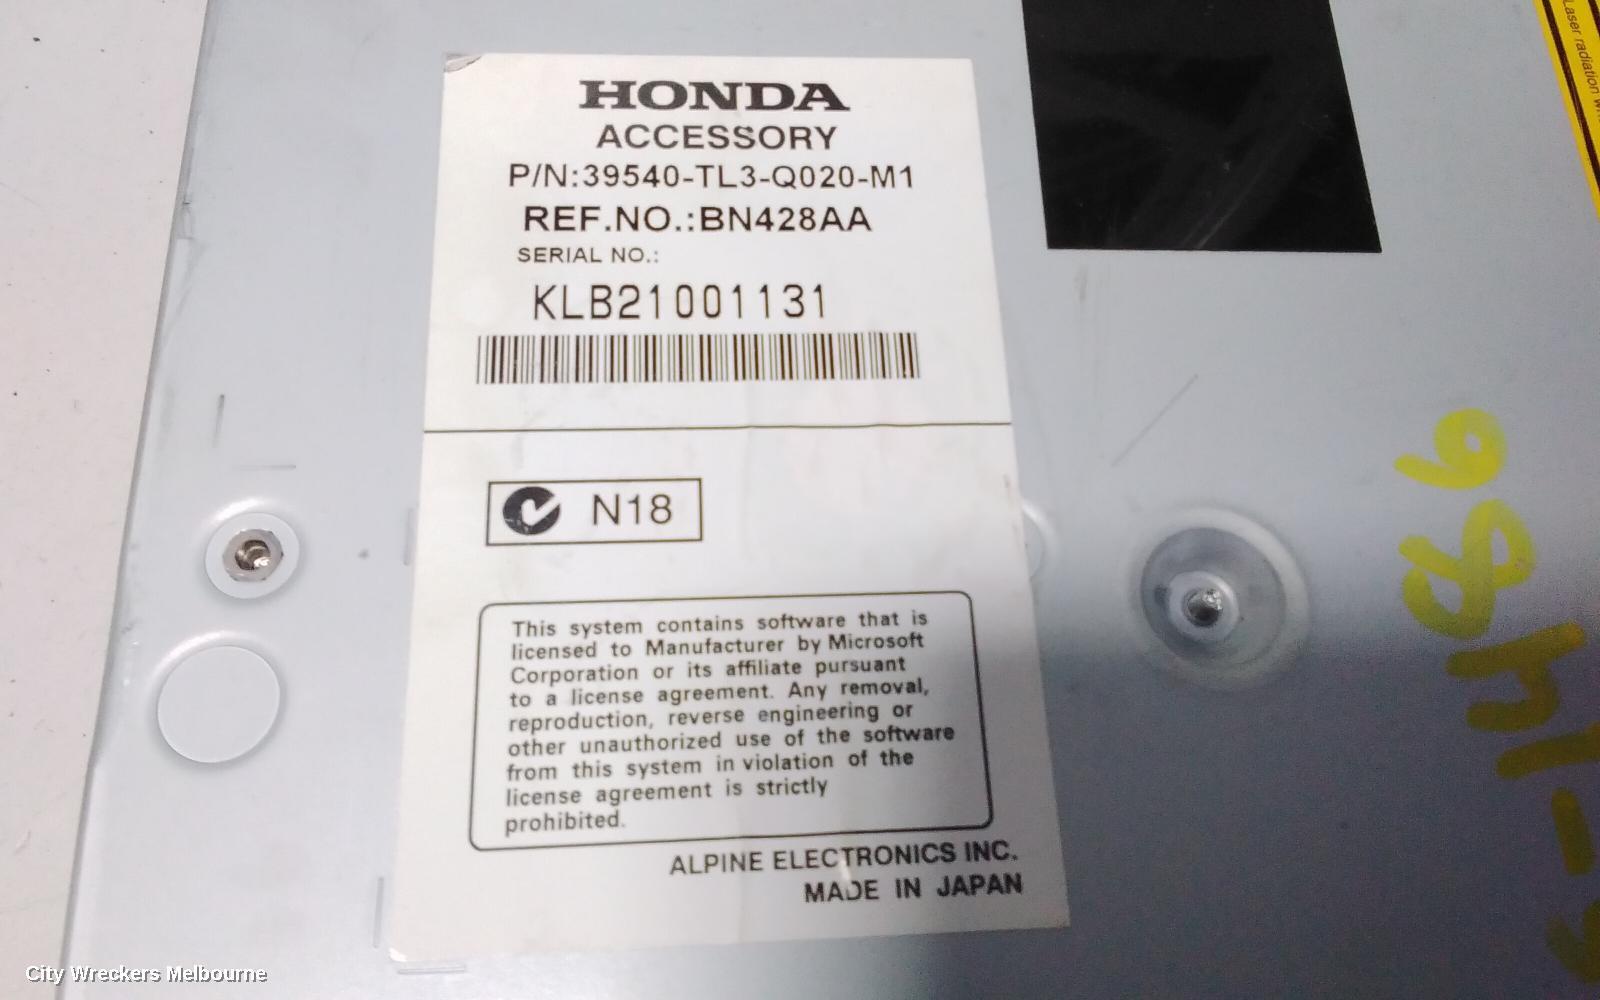 HONDA
ACCESSORY
P/N:39540-TL3-Q020-M1
REF.NO.:BN428AA
SERIAL NO.:
KLB21001131
N18
This system contains software that is
licensed to Manufacturer by Microsoft
Corporation or its affiliate pursuant
to a license agreement. Any removal,
reproduction, reverse engineering or
other unauthorized use of the software
from this system in violation of the
license agreement is strictly
prohibited.
ALPINE ELECTRONICS INC.
MADE IN JAPAN
Laser radiation
City Wreckers Melbourne